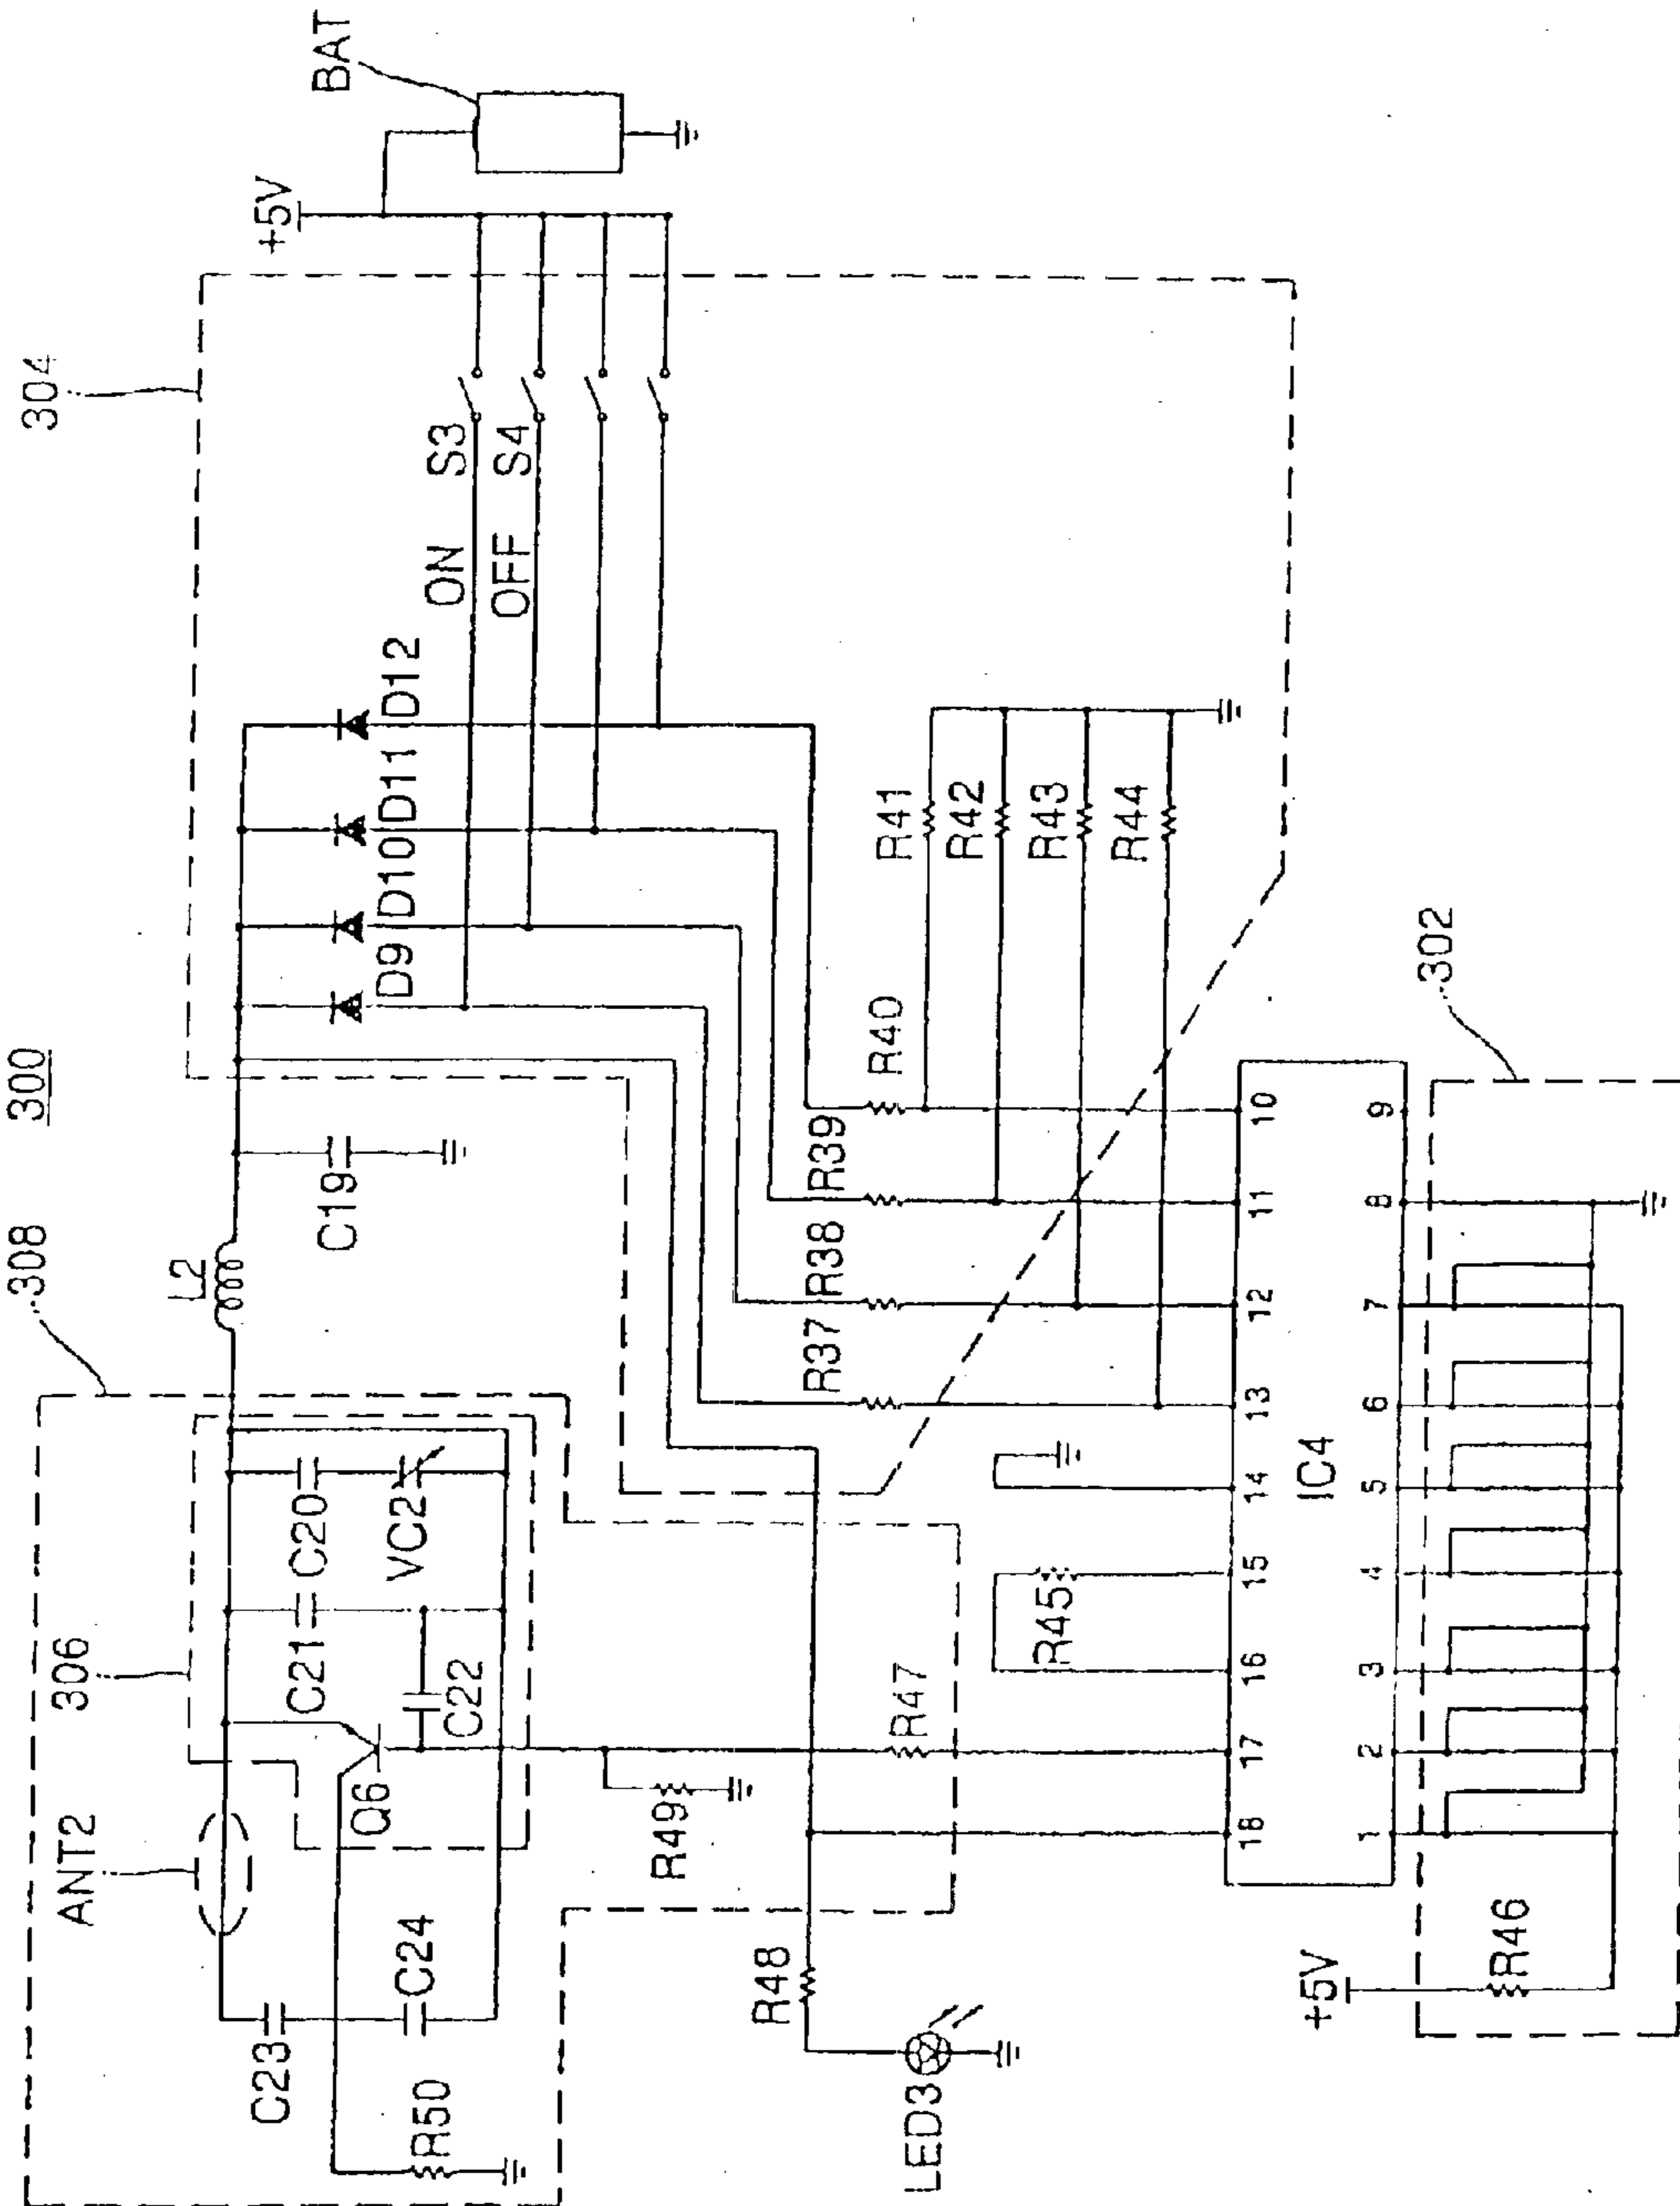 300
304
308
306
302
BAT
+5V
ANT2
L2
C19
C20
VC2
C21
C22
C23
C24
Q6
R50
R49
R47
R48
LED3
D9
D10
D11
D12
ON
S3
OFF
S4
R37
R38
R39
R40
R41
R42
R43
R44
R45
18
17
16
15
14
13
12
11
10
IC4
1
2
3
4
5
6
7
8
9
+5V
R46